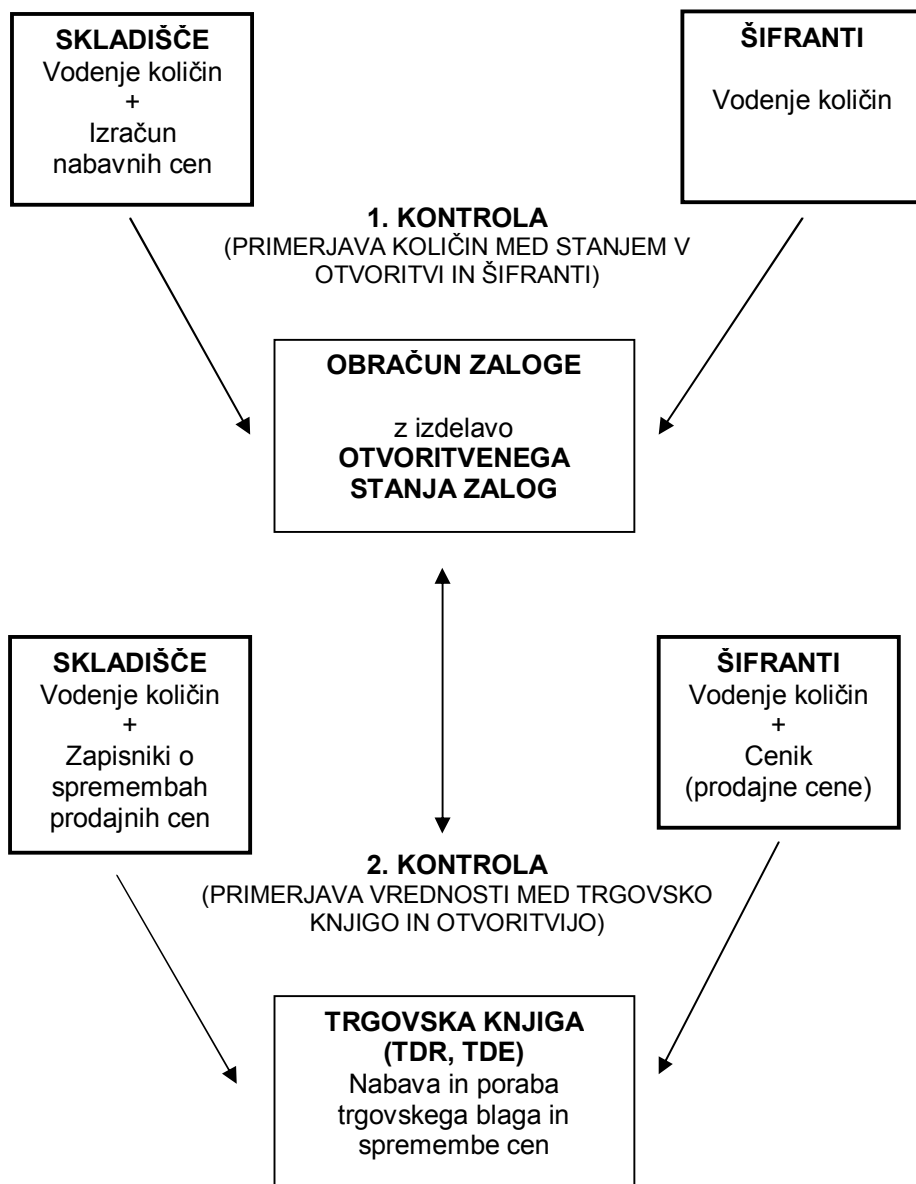 SKLADIŠČE
Vodenje količin
+
Izračun
nabavnih cen
ŠIFRANTI
Vodenje količin
1. KONTROLA
(PRIMERJAVA KOLIČIN MED STANJEM V
OTVORITVI IN ŠIFRANTI)
OBRAČUN ZALOGE
z izdelavo
OTVORITVENEGA
STANJA ZALOG
SKLADIŠČE
Vodenje količin
+
Zapisniki o
spremembah
prodajnih cen
ŠIFRANTI
Vodenje količin
+
Cenik
(prodajne cene)
2. KONTROLA
(PRIMERJAVA VREDNOSTI MED TRGOVSKO
KNJIGO IN OTVORITVIJO)
TRGOVSKA KNJIGA
(TDR, TDE)
Nabava in poraba
trgovskega blaga in
spremembe cen